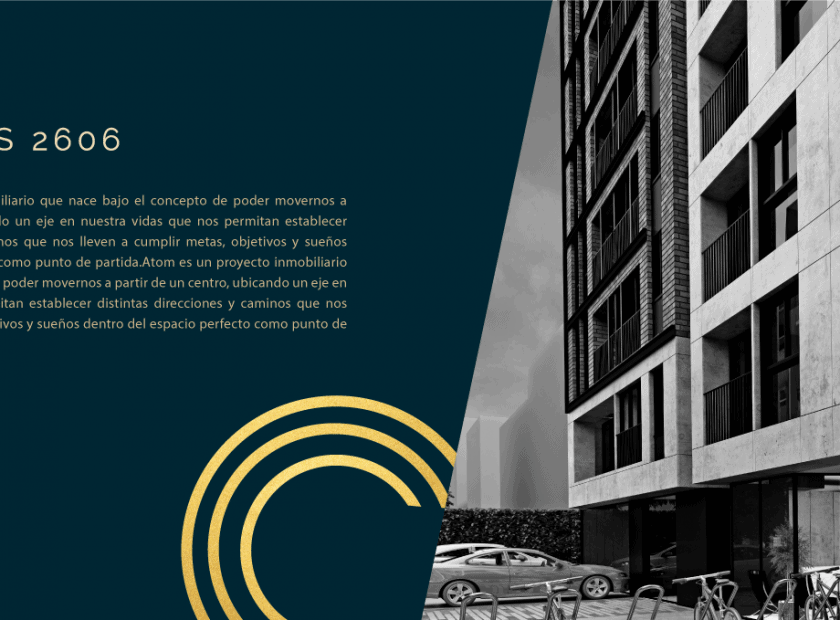 S 2606
iliario que nace bajo el concepto de poder movernos a
do un eje en nuestra vidas que nos permitan establecer
nos que nos lleven a cumplir metas, objetivos y sueños
como punto de partida.Atom es un proyecto inmobiliario
poder movernos a partir de un centro, ubicando un eje en
itan establecer distintas direcciones y caminos que nos
ivos y sueños dentro del espacio perfecto como punto de